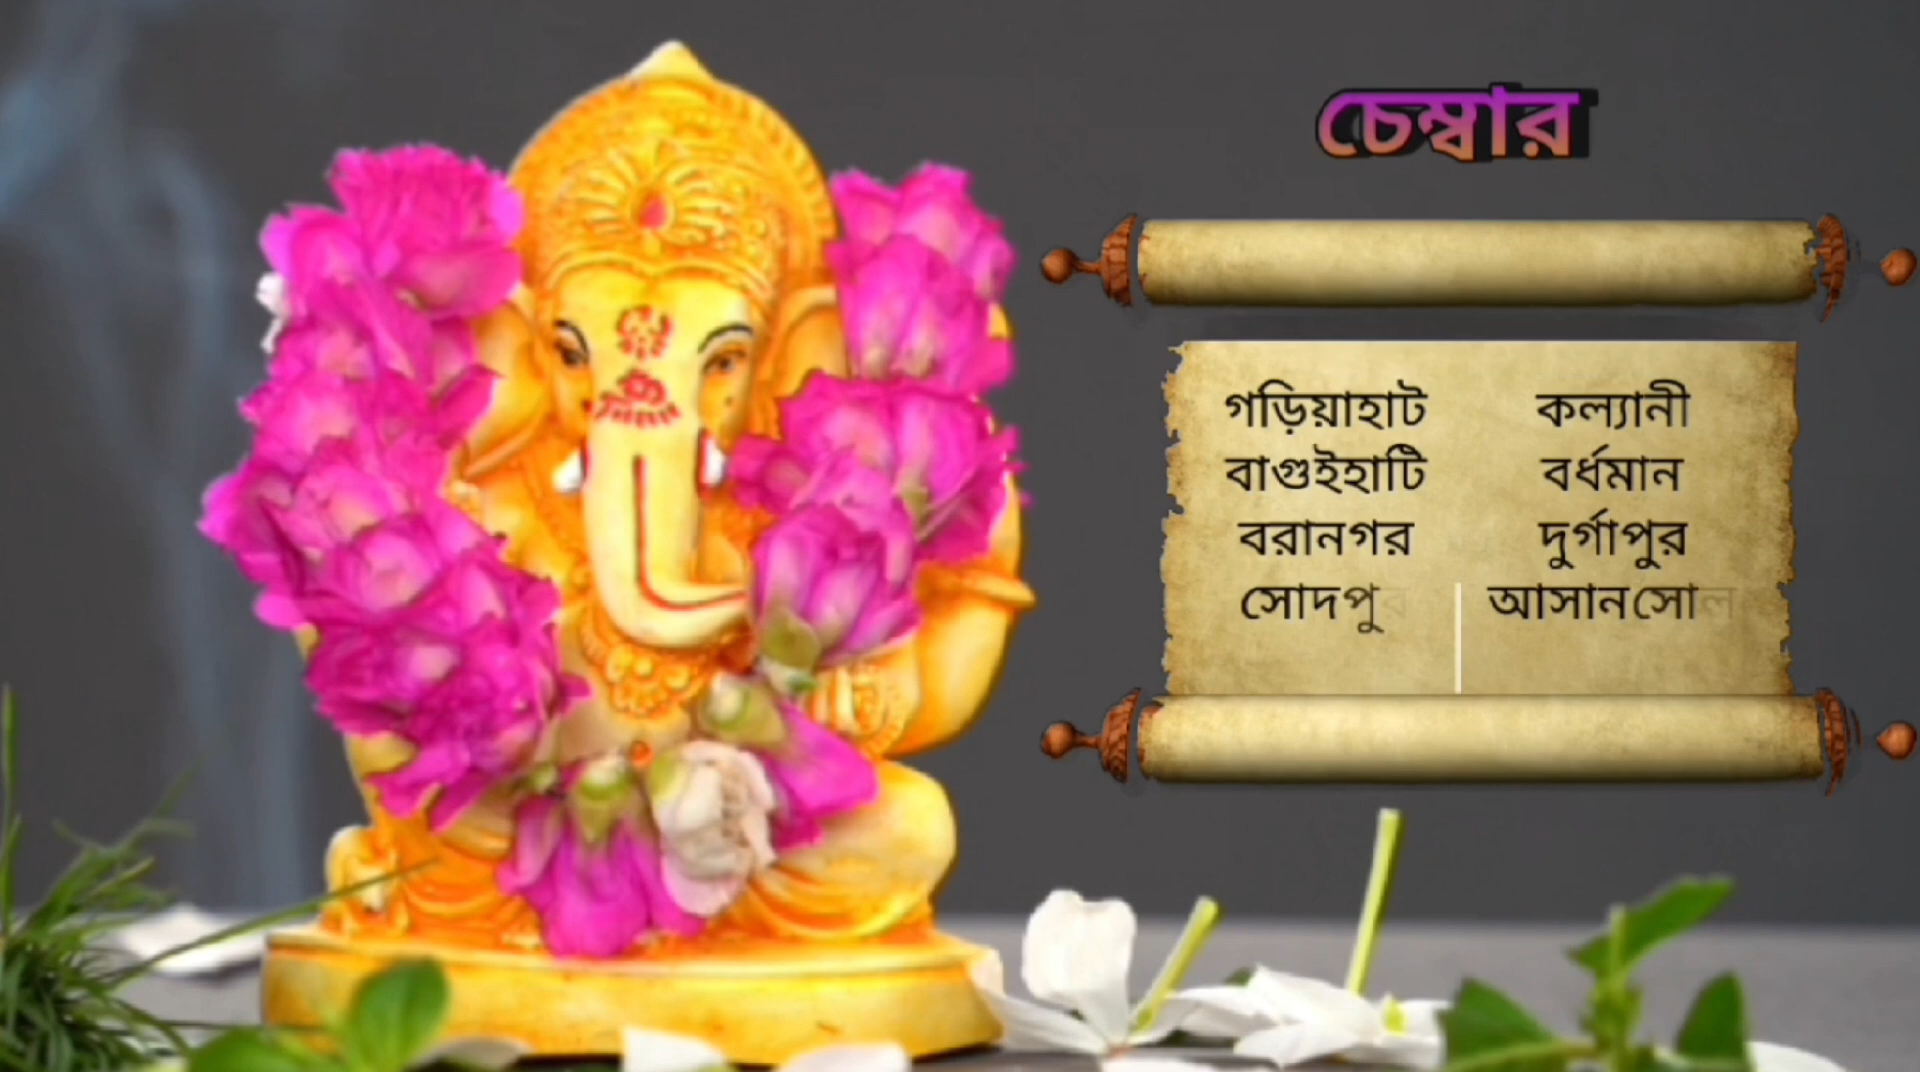 চেম্বার
গড়িয়াহাট কল্যানী
বাগুইহাটি বর্ধমান
বরানগর দুর্গাপুর
সোদপুর আসানসোল